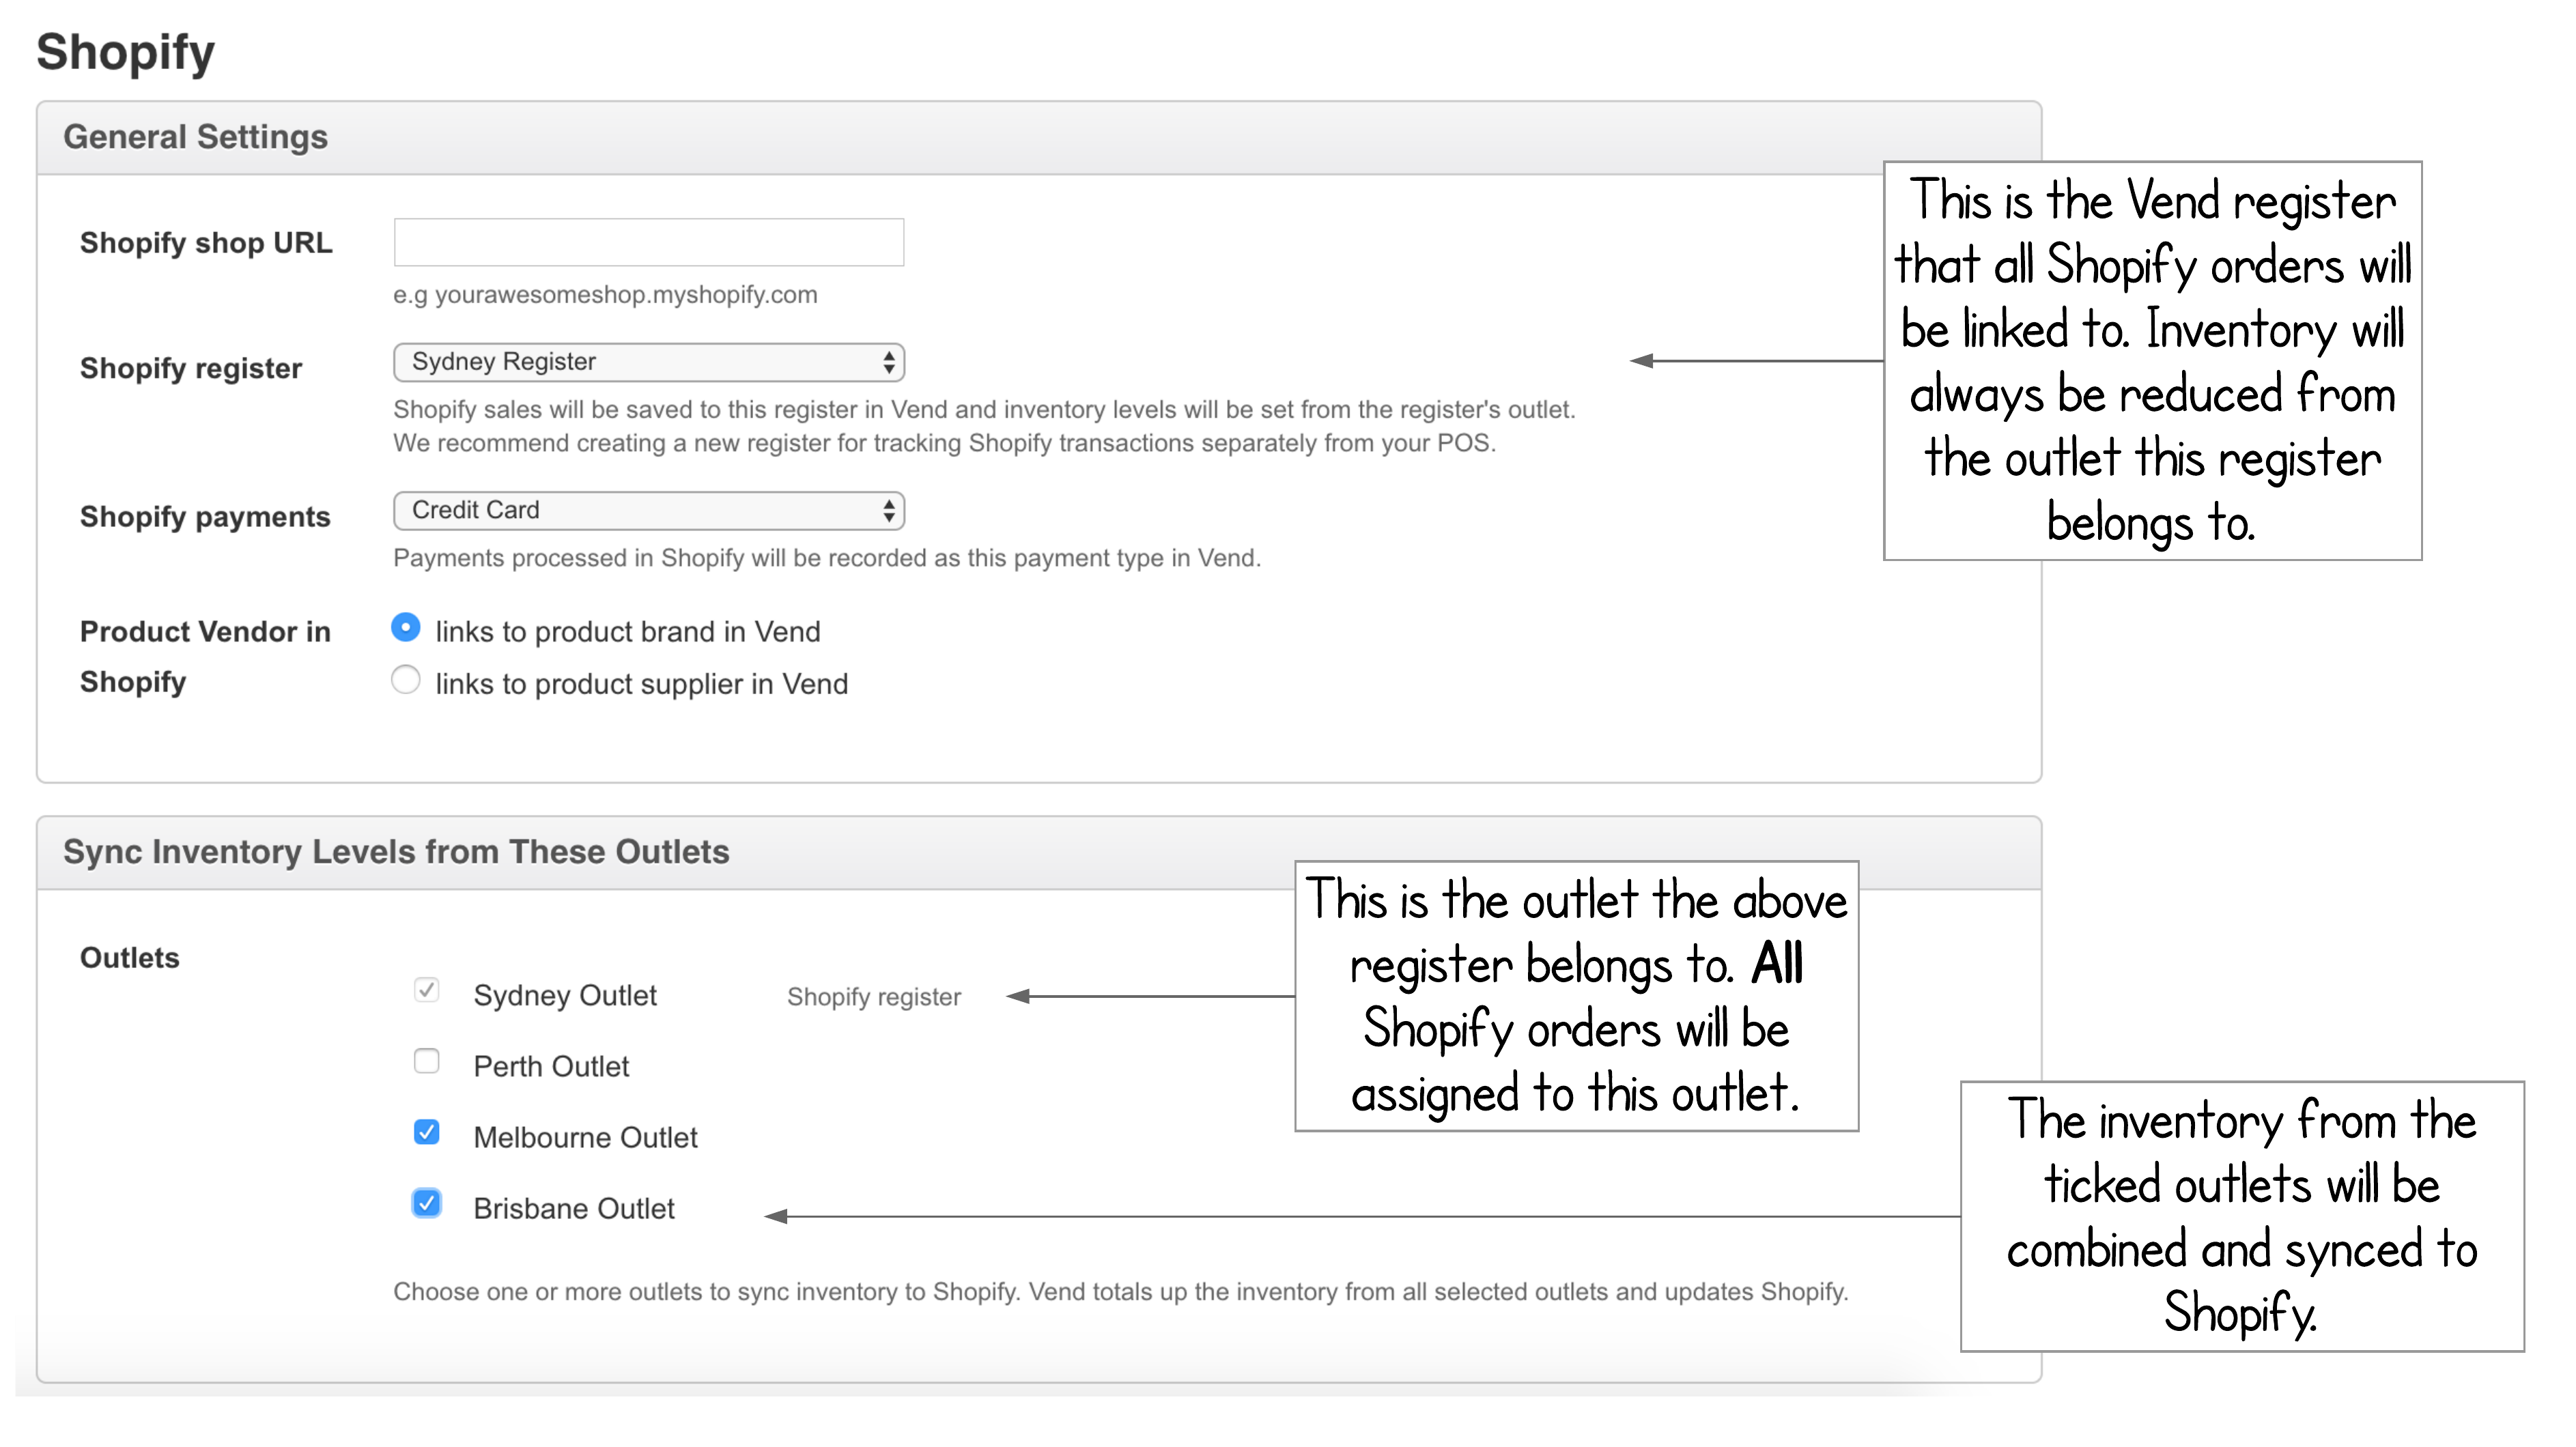 Shopify
General Settings
Shopify shop URL
e.g yourawesomeshop.myshopify.com
Shopify register
Sydney Register
Shopify sales will be saved to this register in Vend and inventory levels will be set from the register's outlet.
We recommend creating a new register for tracking Shopify transactions separately from your POS.
Shopify payments
Credit Card
Payments processed in Shopify will be recorded as this payment type in Vend.
Product Vendor in
Shopify
links to product brand in Vend
links to product supplier in Vend
This is the Vend register
that all Shopify orders will
be linked to. Inventory will
always be reduced from
the outlet this register
belongs to.
Sync Inventory Levels from These Outlets
Outlets
Sydney Outlet
Shopify register
Perth Outlet
Melbourne Outlet
Brisbane Outlet
Choose one or more outlets to sync inventory to Shopify. Vend totals up the inventory from all selected outlets and updates Shopify.
This is the outlet the above
register belongs to. All
Shopify orders will be
assigned to this outlet.
The inventory from the
ticked outlets will be
combined and synced to
Shopify.